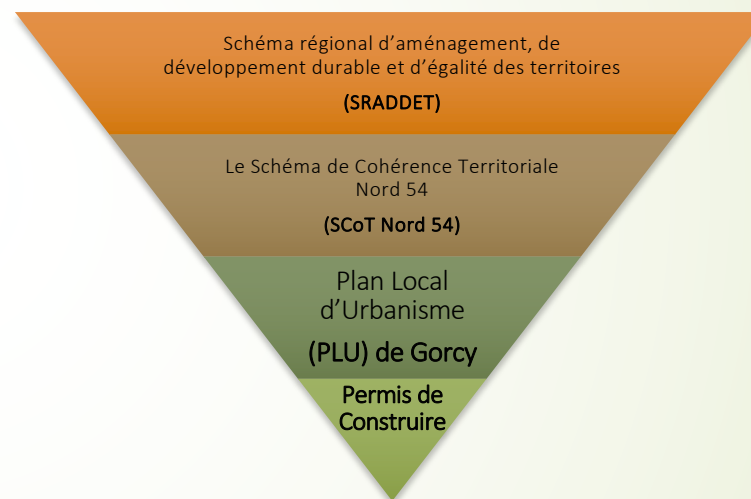 Schéma régional d’aménagement, de
développement durable et d’égalité des territoires
(SRADDET)
Le Schéma de Cohérence Territoriale
Nord 54
(SCoT Nord 54)
Plan Local
d’Urbanisme
(PLU) de Gorcy
Permis de
Construire